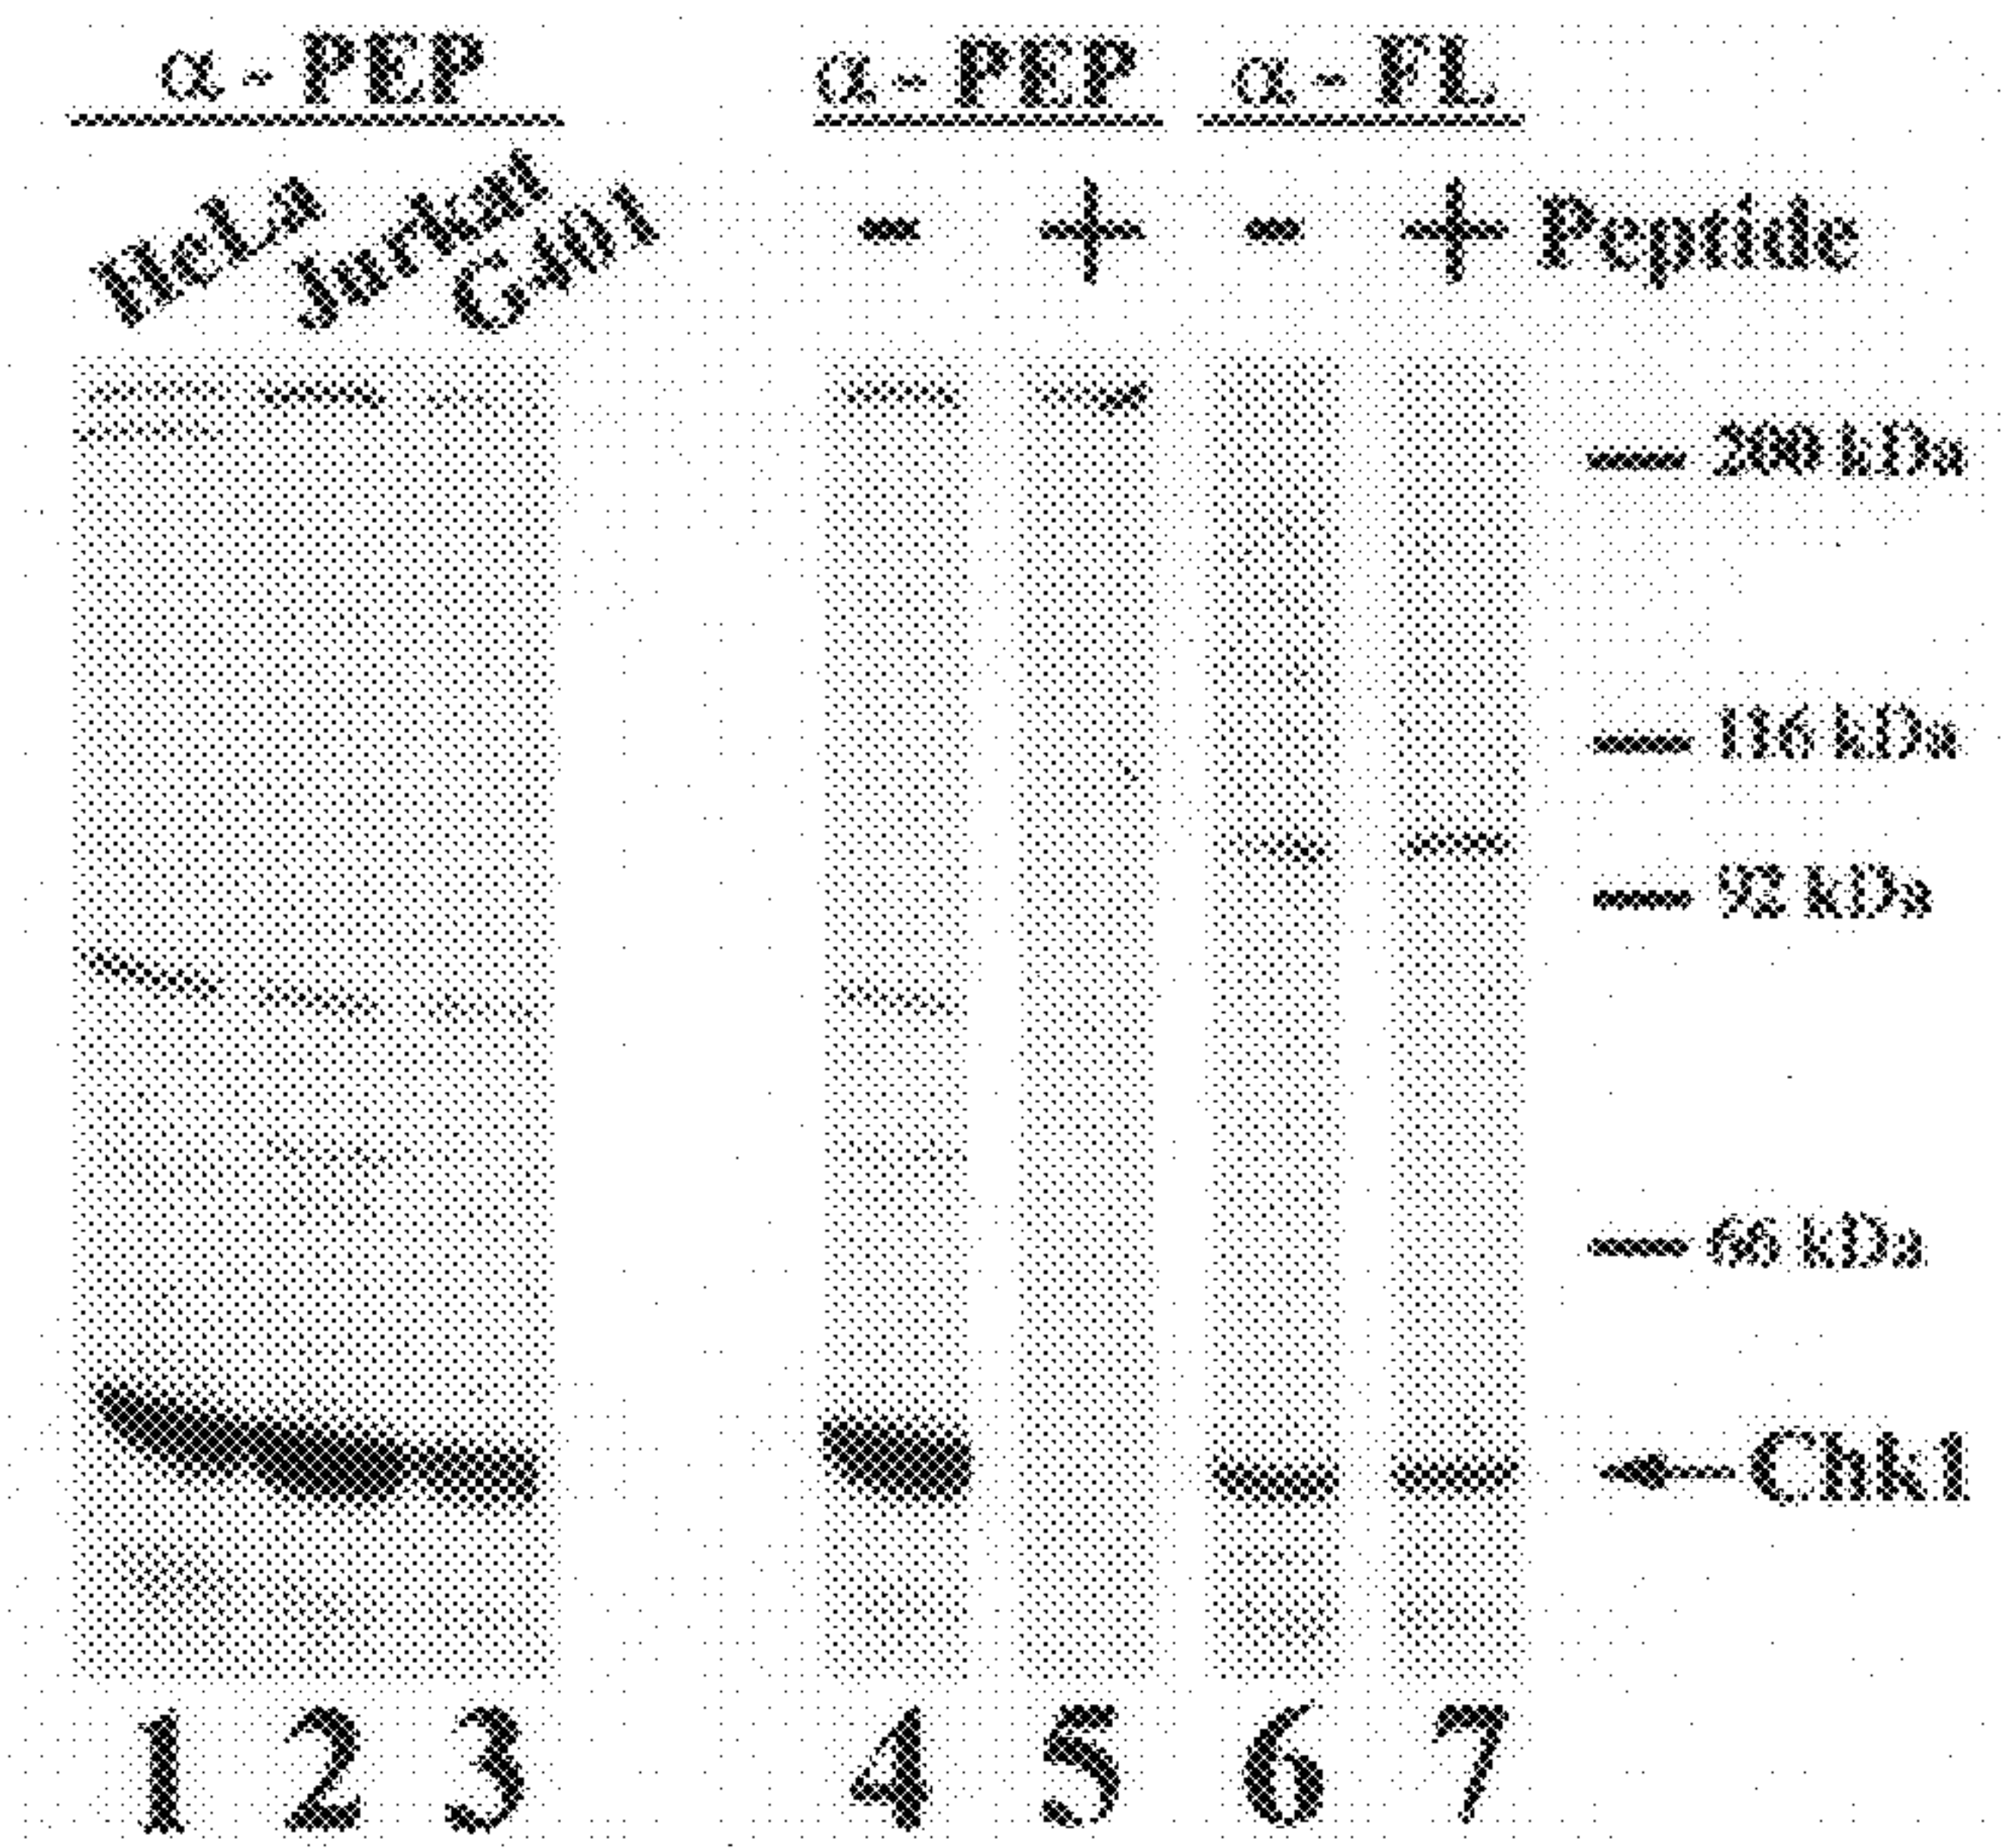 α - PEP α - PEP α - FL
HeLa Jurkat G401 - + - + Peptide
200 kDa
116 kDa
92 kDa
66 kDa
Chk1
1 2 3 4 5 6 7